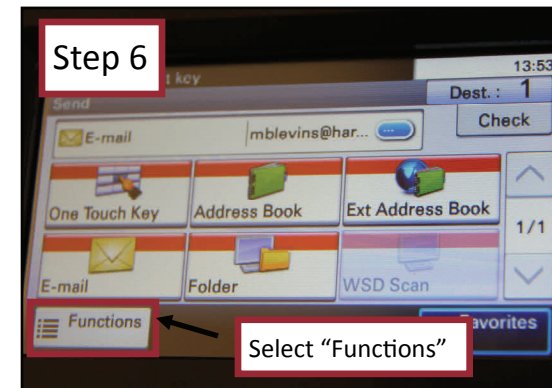 Step 6
key
13:53
Send
Dest. : 1
E-mail
mblevins@har...
Check
One Touch Key
Address Book
Ext Address Book
1/1
E-mail
Folder
WSD Scan
Functions
Select “Functions”